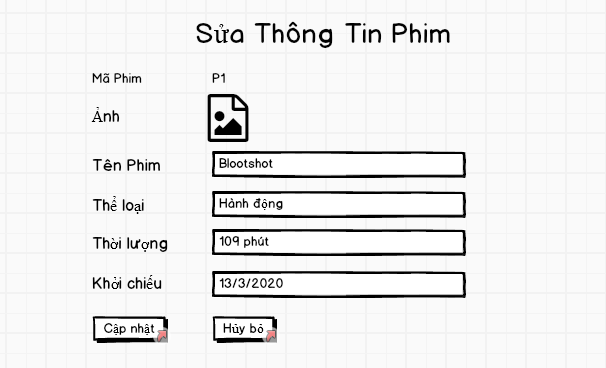 Sửa Thông Tin Phim
Mã Phim P1
Ảnh
Tên Phim Blootshot
Thể loại Hành động
Thời lượng 109 phút
Khởi chiếu 13/3/2020
Cập nhật Hủy bỏ